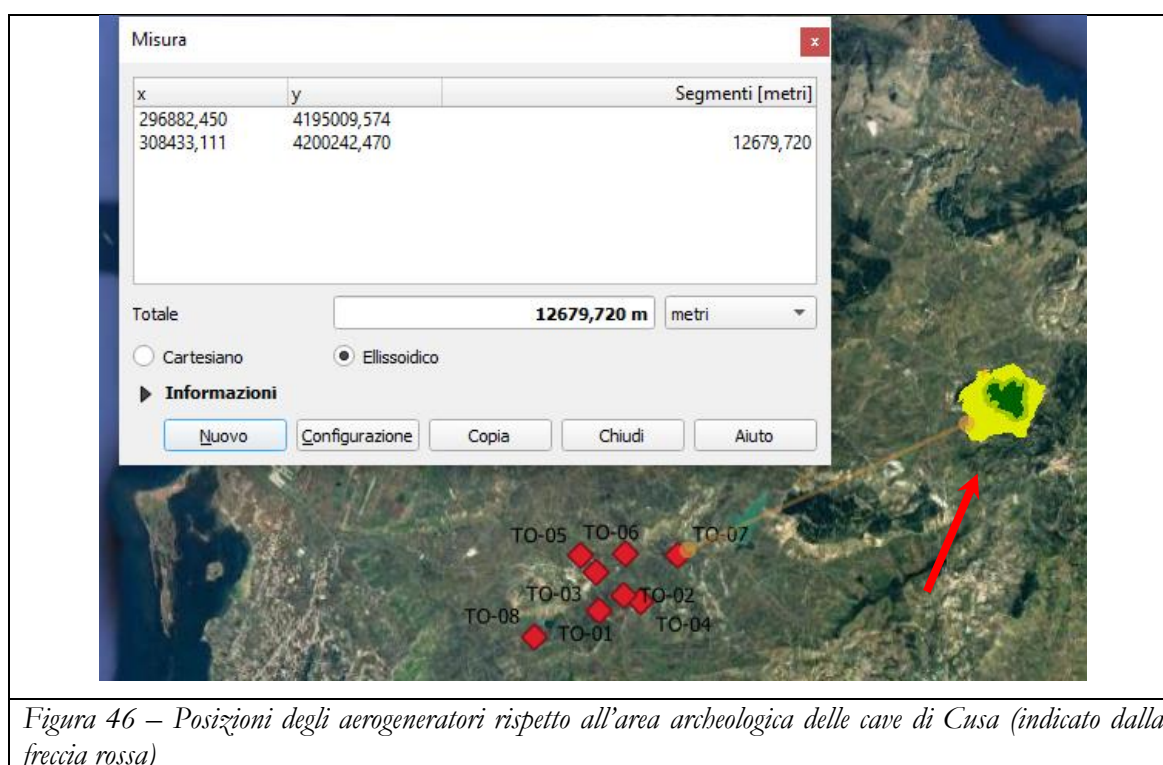 Misura
x
x y Segmenti [metri]
296882,450 4195009,574
308433,111 4200242,470 12679,720
Totale 12679,720 m metri
Cartesiano Ellissoidico
Informazioni
Nuovo Configurazione Copia Chiudi Aiuto
TO-05 TO-06 TO-07
TO-03 TO-02
TO-08 TO-01 TO-04
Figura 46 – Posizioni degli aerogeneratori rispetto all’area archeologica delle cave di Cusa (indicato dalla
freccia rossa)